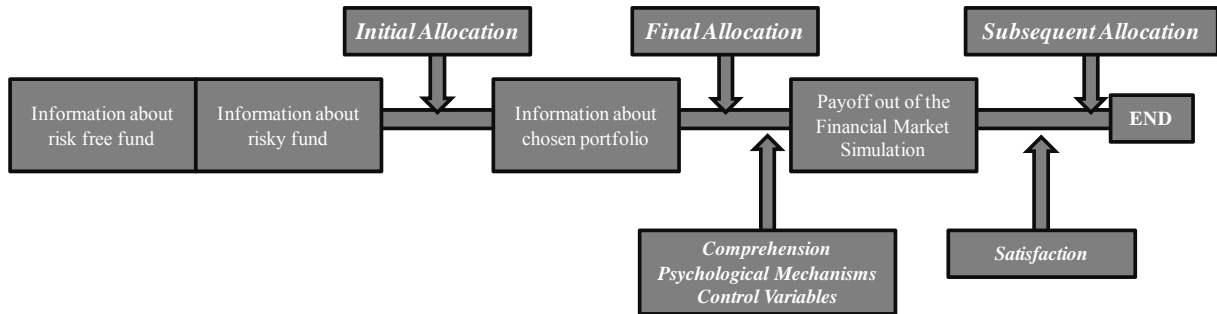 Initial Allocation
Final Allocation
Subsequent Allocation
Information about
risk free fund
Information about
risky fund
Information about
chosen portfolio
Payoff out of the
Financial Market
Simulation
END
Comprehension
Psychological Mechanisms
Control Variables
Satisfaction